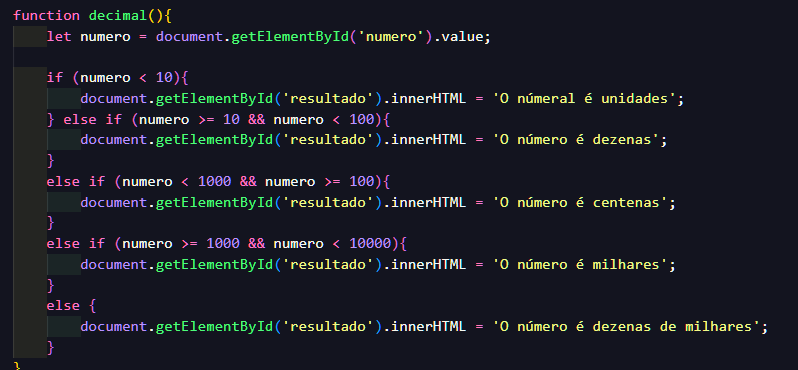 function decimal(){
let numero = document.getElementById('numero').value;
if (numero < 10){
document.getElementById('resultado').innerHTML = 'O númeral é unidades';
} else if (numero >= 10 && numero < 100){
document.getElementById('resultado').innerHTML = 'O número é dezenas';
}
else if (numero < 1000 && numero >= 100){
document.getElementById('resultado').innerHTML = 'O número é centenas';
}
else if (numero >= 1000 && numero < 10000){
document.getElementById('resultado').innerHTML = 'O número é milhares';
}
else {
document.getElementById('resultado').innerHTML = 'O número é dezenas de milhares';
}
}